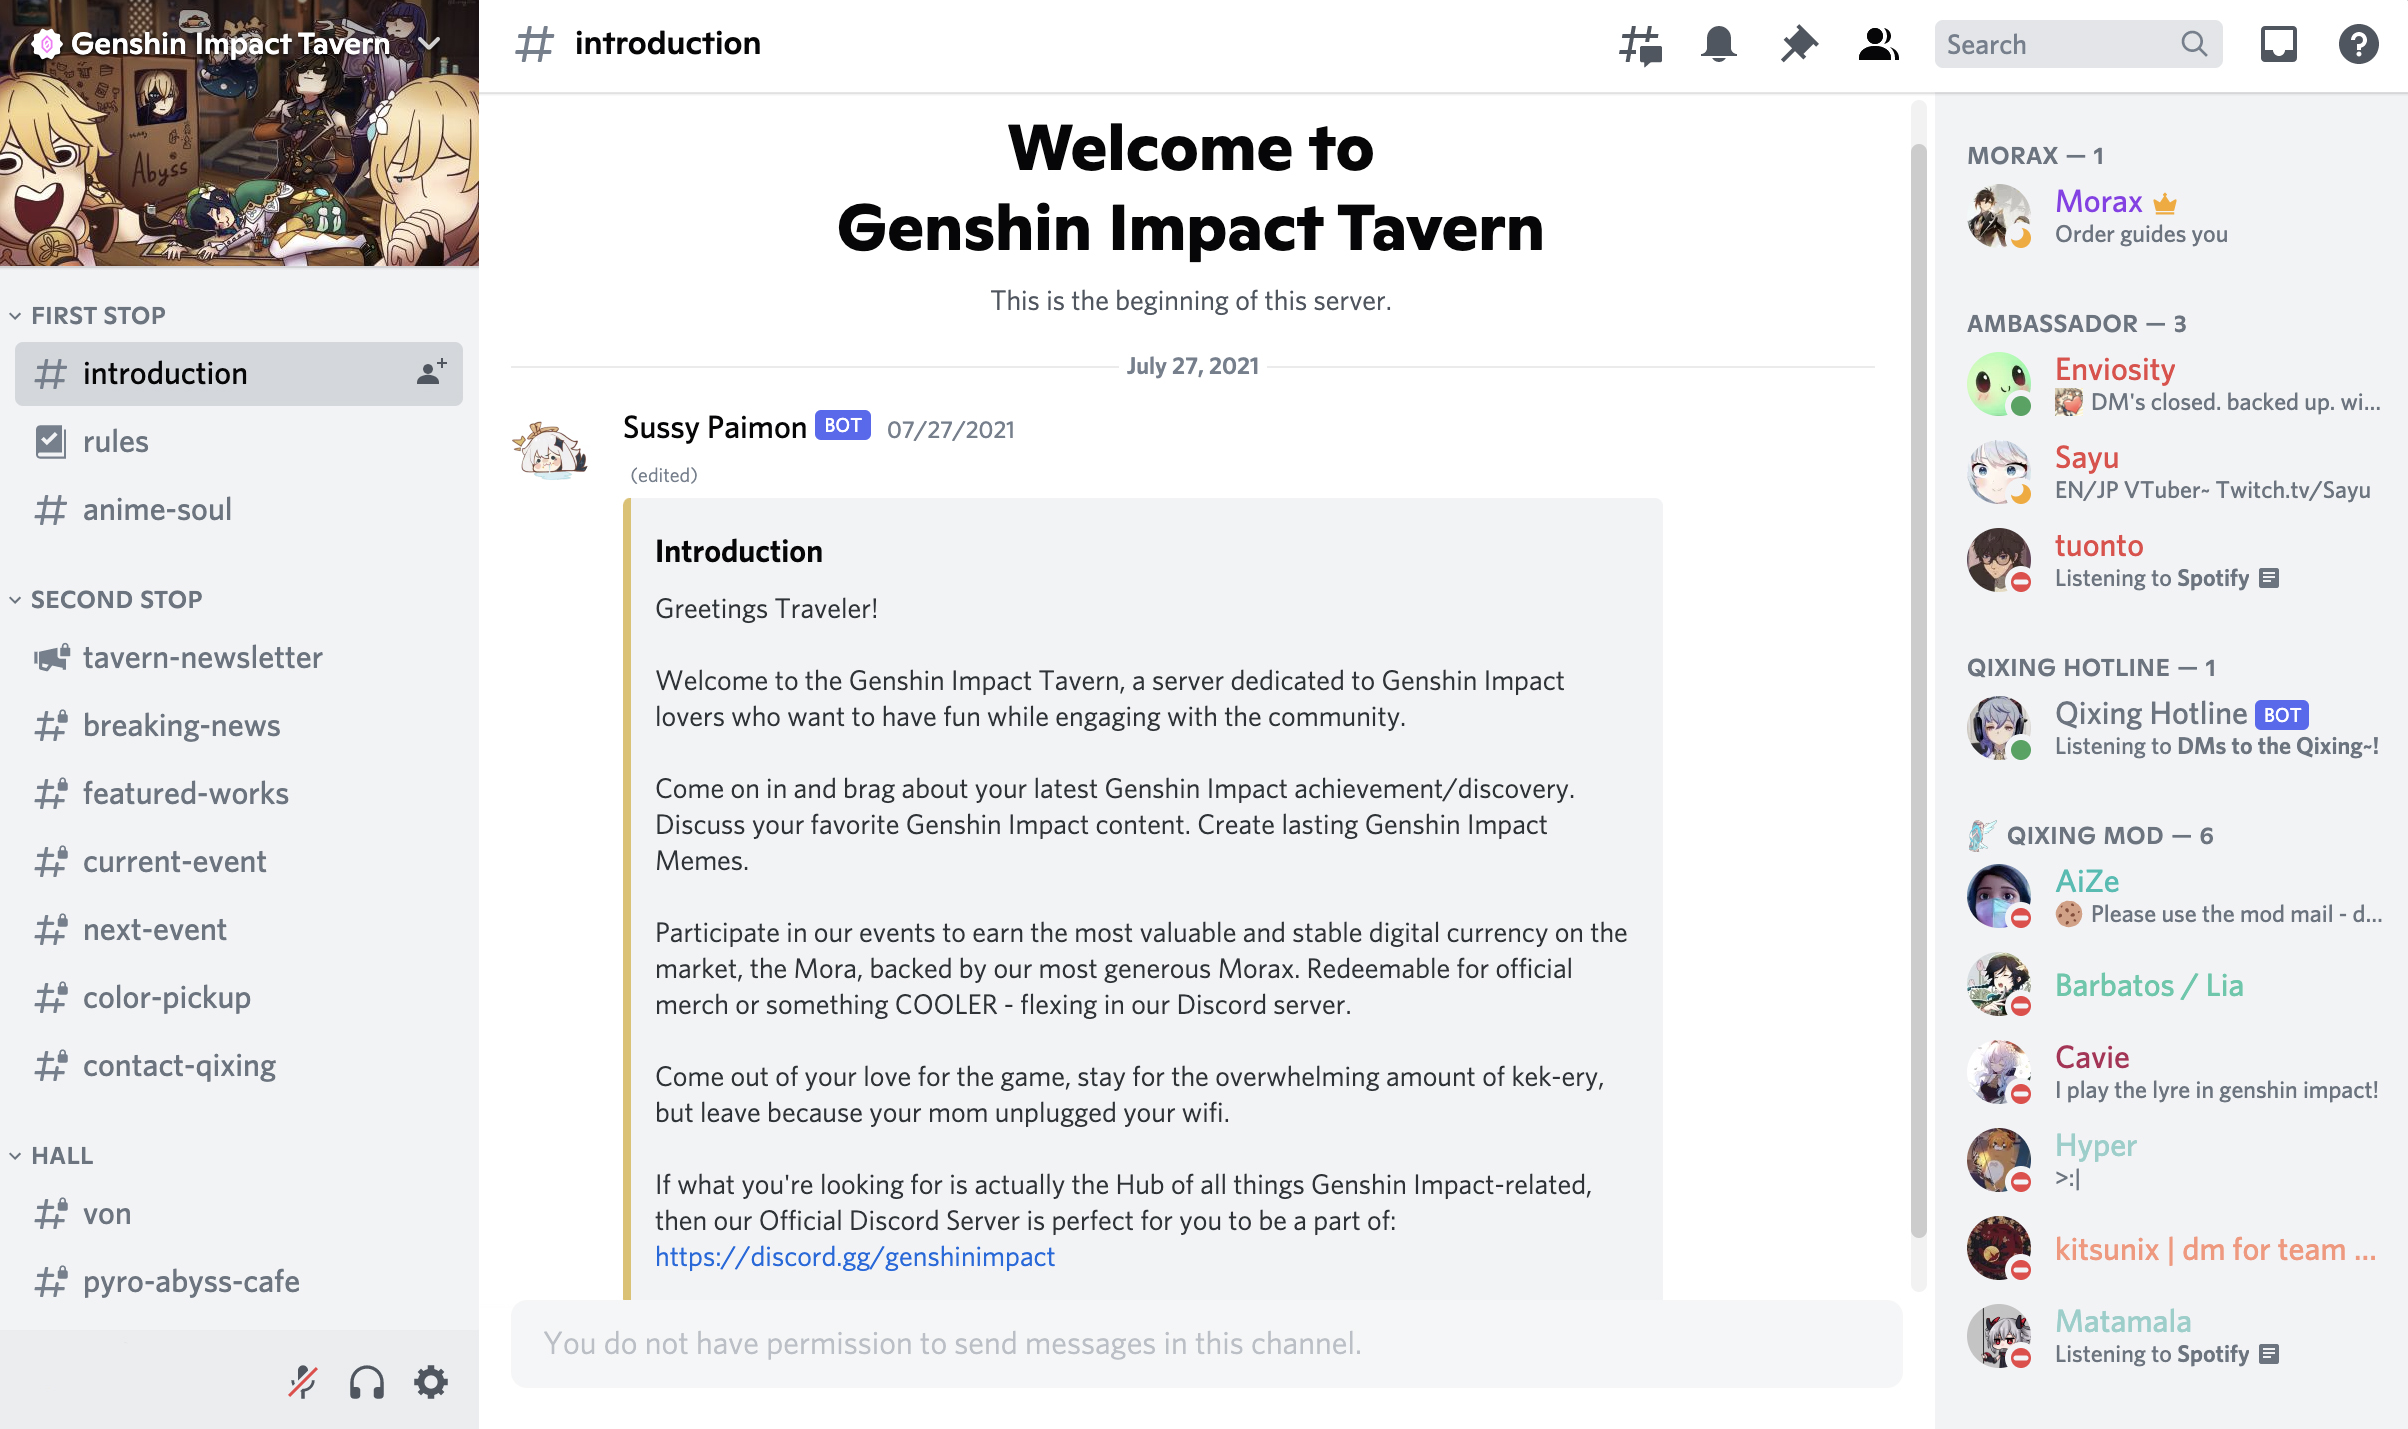 Genshin Impact Tavern
Abyss
FIRST STOP
introduction
rules
anime-soul
SECOND STOP
tavern-newsletter
breaking-news
featured-works
current-event
next-event
color-pickup
contact-qixing
HALL
von
pyro-abyss-cafe
introduction
Search
Welcome to
Genshin Impact Tavern
This is the beginning of this server.
July 27, 2021
Sussy Paimon BOT 07/27/2021
(edited)
Introduction
Greetings Traveler!
Welcome to the Genshin Impact Tavern, a server dedicated to Genshin Impact
lovers who want to have fun while engaging with the community.
Come on in and brag about your latest Genshin Impact achievement/discovery.
Discuss your favorite Genshin Impact content. Create lasting Genshin Impact
Memes.
Participate in our events to earn the most valuable and stable digital currency on the
market, the Mora, backed by our most generous Morax. Redeemable for official
merch or something COOLER - flexing in our Discord server.
Come out of your love for the game, stay for the overwhelming amount of kek-ery,
but leave because your mom unplugged your wifi.
If what you're looking for is actually the Hub of all things Genshin Impact-related,
then our Official Discord Server is perfect for you to be a part of:
https://discord.gg/genshinimpact
You do not have permission to send messages in this channel.
MORAX — 1
Morax
Order guides you
AMBASSADOR — 3
Enviosity
DM's closed. backed up. wi...
Sayu
EN/JP VTuber~ Twitch.tv/Sayu
tuonto
Listening to Spotify
QIXING HOTLINE — 1
Qixing Hotline BOT
Listening to DMs to the Qixing~!
QIXING MOD — 6
AiZe
Please use the mod mail - d...
Barbatos / Lia
Cavie
I play the lyre in genshin impact!
Hyper
>:|
kitsunix | dm for team ...
Matamala
Listening to Spotify